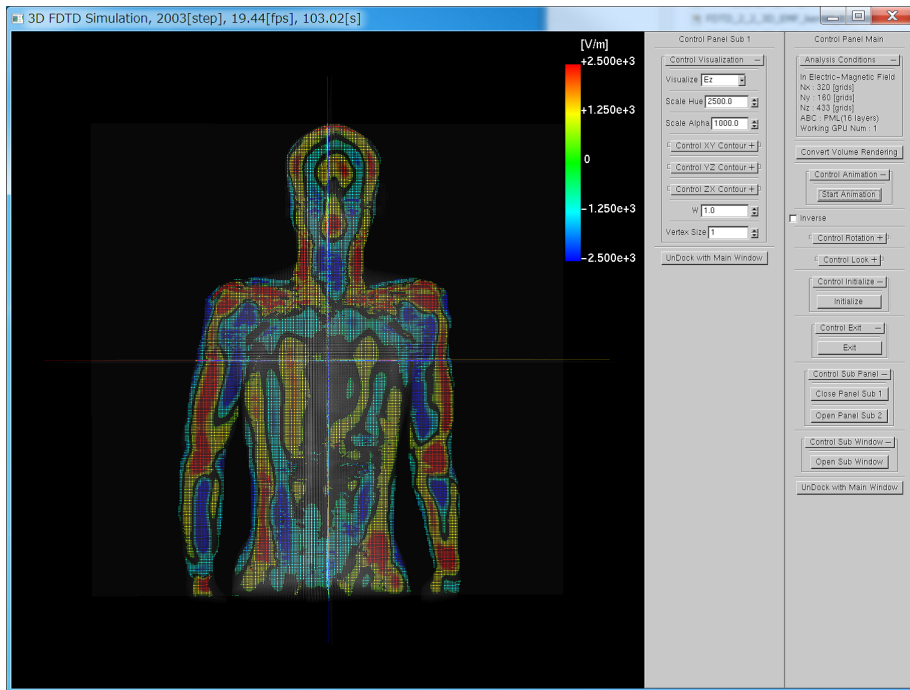 3D FDTD Simulation, 2003[step], 19.44[fps], 103.02[s]
[V/m]
+2.500e+3
+1.250e+3
0
-1.250e+3
-2.500e+3
Control Panel Sub 1
Control Visualization
Visualize Ez
Scale Hue 2500.0
Scale Alpha 1000.0
Control XY Contour +
Control YZ Contour +
Control ZX Contour +
W 1.0
Vertex Size 1
UnDock with Main Window
Control Panel Main
Analysis Conditions
In Electric-Magnetic Field
Nx : 320 [grids]
Ny : 160 [grids]
Nz : 433 [grids]
ABC : PML(16 layers)
Working GPU Num : 1
Convert Volume Rendering
Control Animation
Start Animation
Inverse
Control Rotation +
Control Look +
Control Initialize
Initialize
Control Exit
Exit
Control Sub Panel
Close Panel Sub 1
Open Panel Sub 2
Control Sub Window
Open Sub Window
UnDock with Main Window